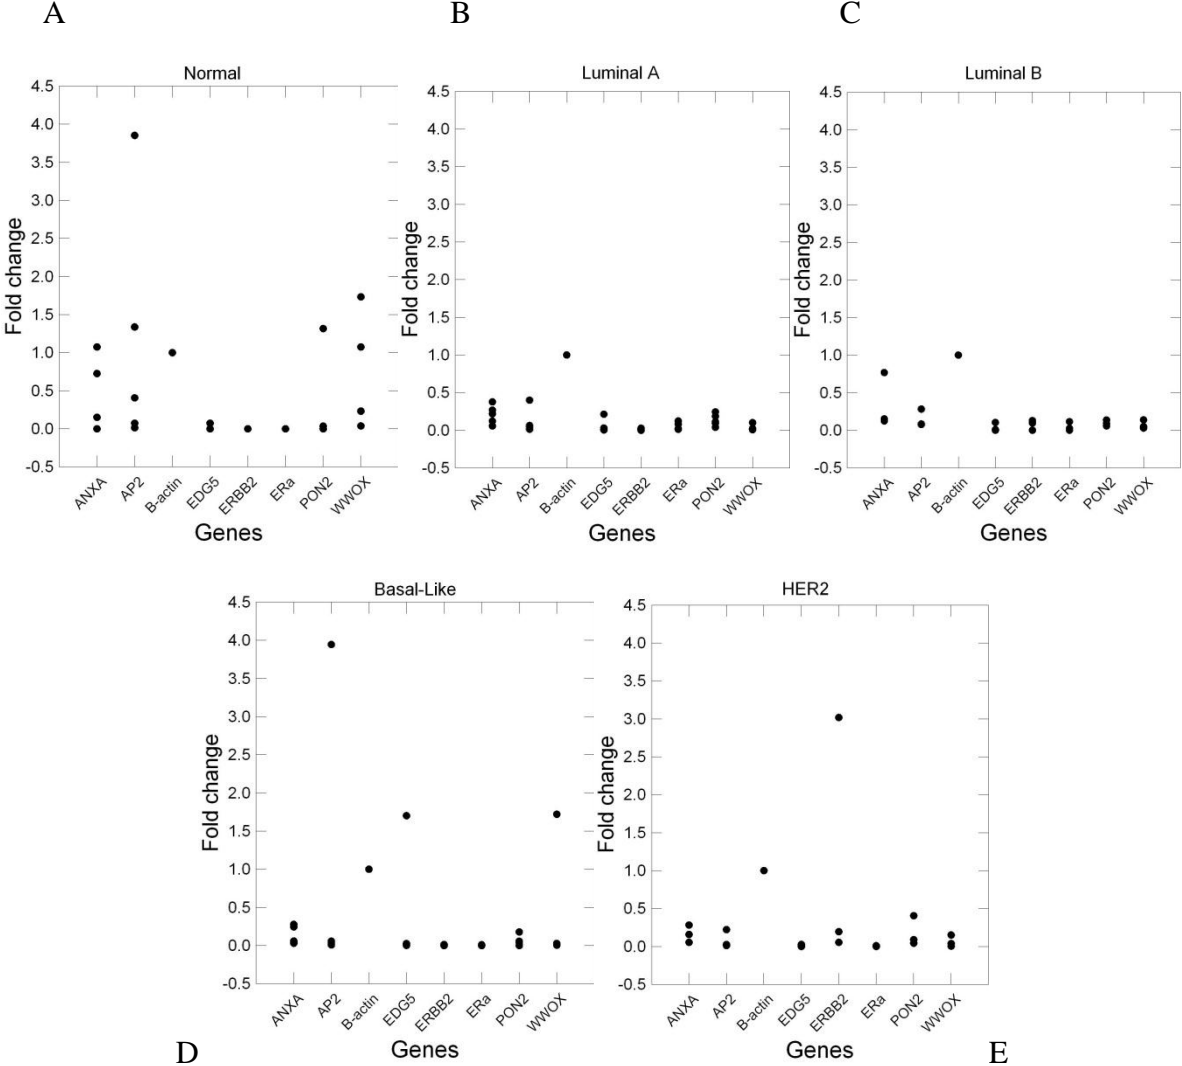 A B C
Normal
4.5
4.0
3.5
3.0
2.5
2.0
1.5
1.0
0.5
0.0
-0.5
Fold change
ANXA AP2 B-actin EDG5 ERBB2 ERa PON2 WWOX
Genes
Luminal A
4.5
4.0
3.5
3.0
2.5
2.0
1.5
1.0
0.5
0.0
-0.5
Fold change
ANXA AP2 B-actin EDG5 ERBB2 ERa PON2 WWOX
Genes
Luminal B
4.5
4.0
3.5
3.0
2.5
2.0
1.5
1.0
0.5
0.0
-0.5
Fold change
ANXA AP2 B-actin EDG5 ERBB2 ERa PON2 WWOX
Genes
Basal-Like
4.5
4.0
3.5
3.0
2.5
2.0
1.5
1.0
0.5
0.0
-0.5
Fold change
ANXA AP2 B-actin EDG5 ERBB2 ERa PON2 WWOX
Genes
HER2
4.5
4.0
3.5
3.0
2.5
2.0
1.5
1.0
0.5
0.0
-0.5
Fold change
ANXA AP2 B-actin EDG5 ERBB2 ERa PON2 WWOX
Genes
D E